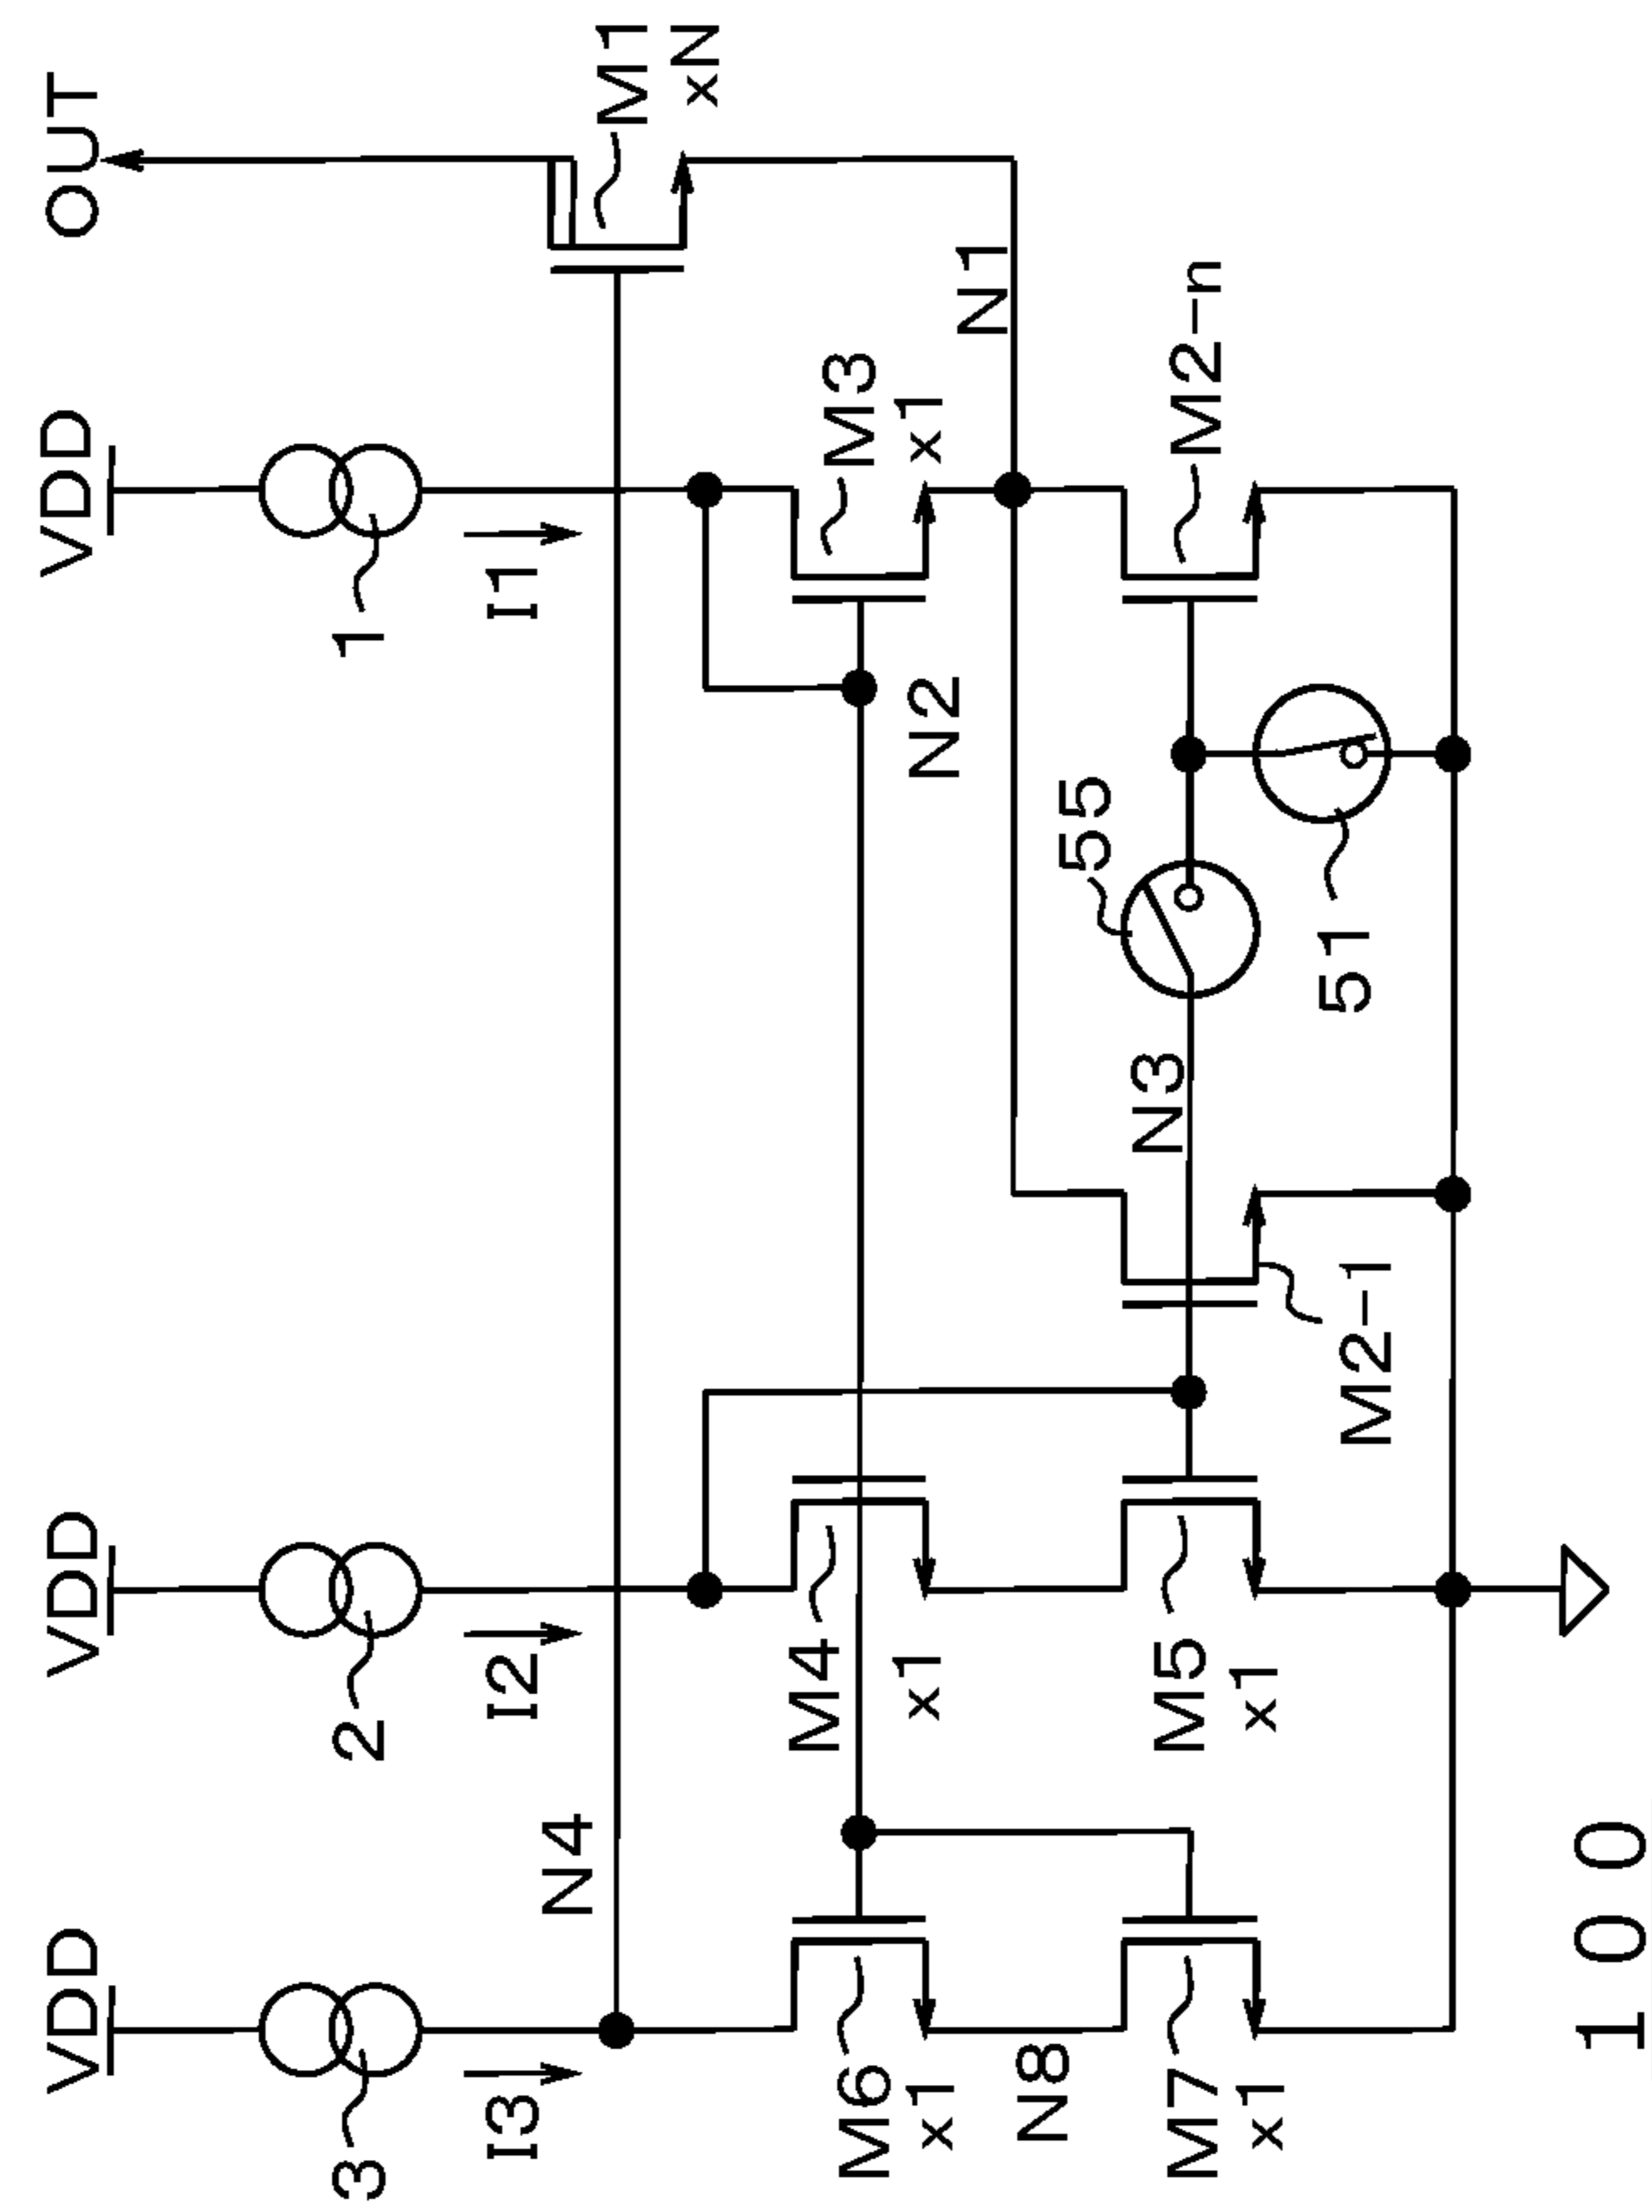 VDD
VDD
VDD
OUT
3
2
1
I3
I2
I1
N4
M1
xN
M6
x1
M4
x1
N2
M3
x1
N8
N1
M7
x1
M5
x1
N3
55
M2-n
M2-1
51
100